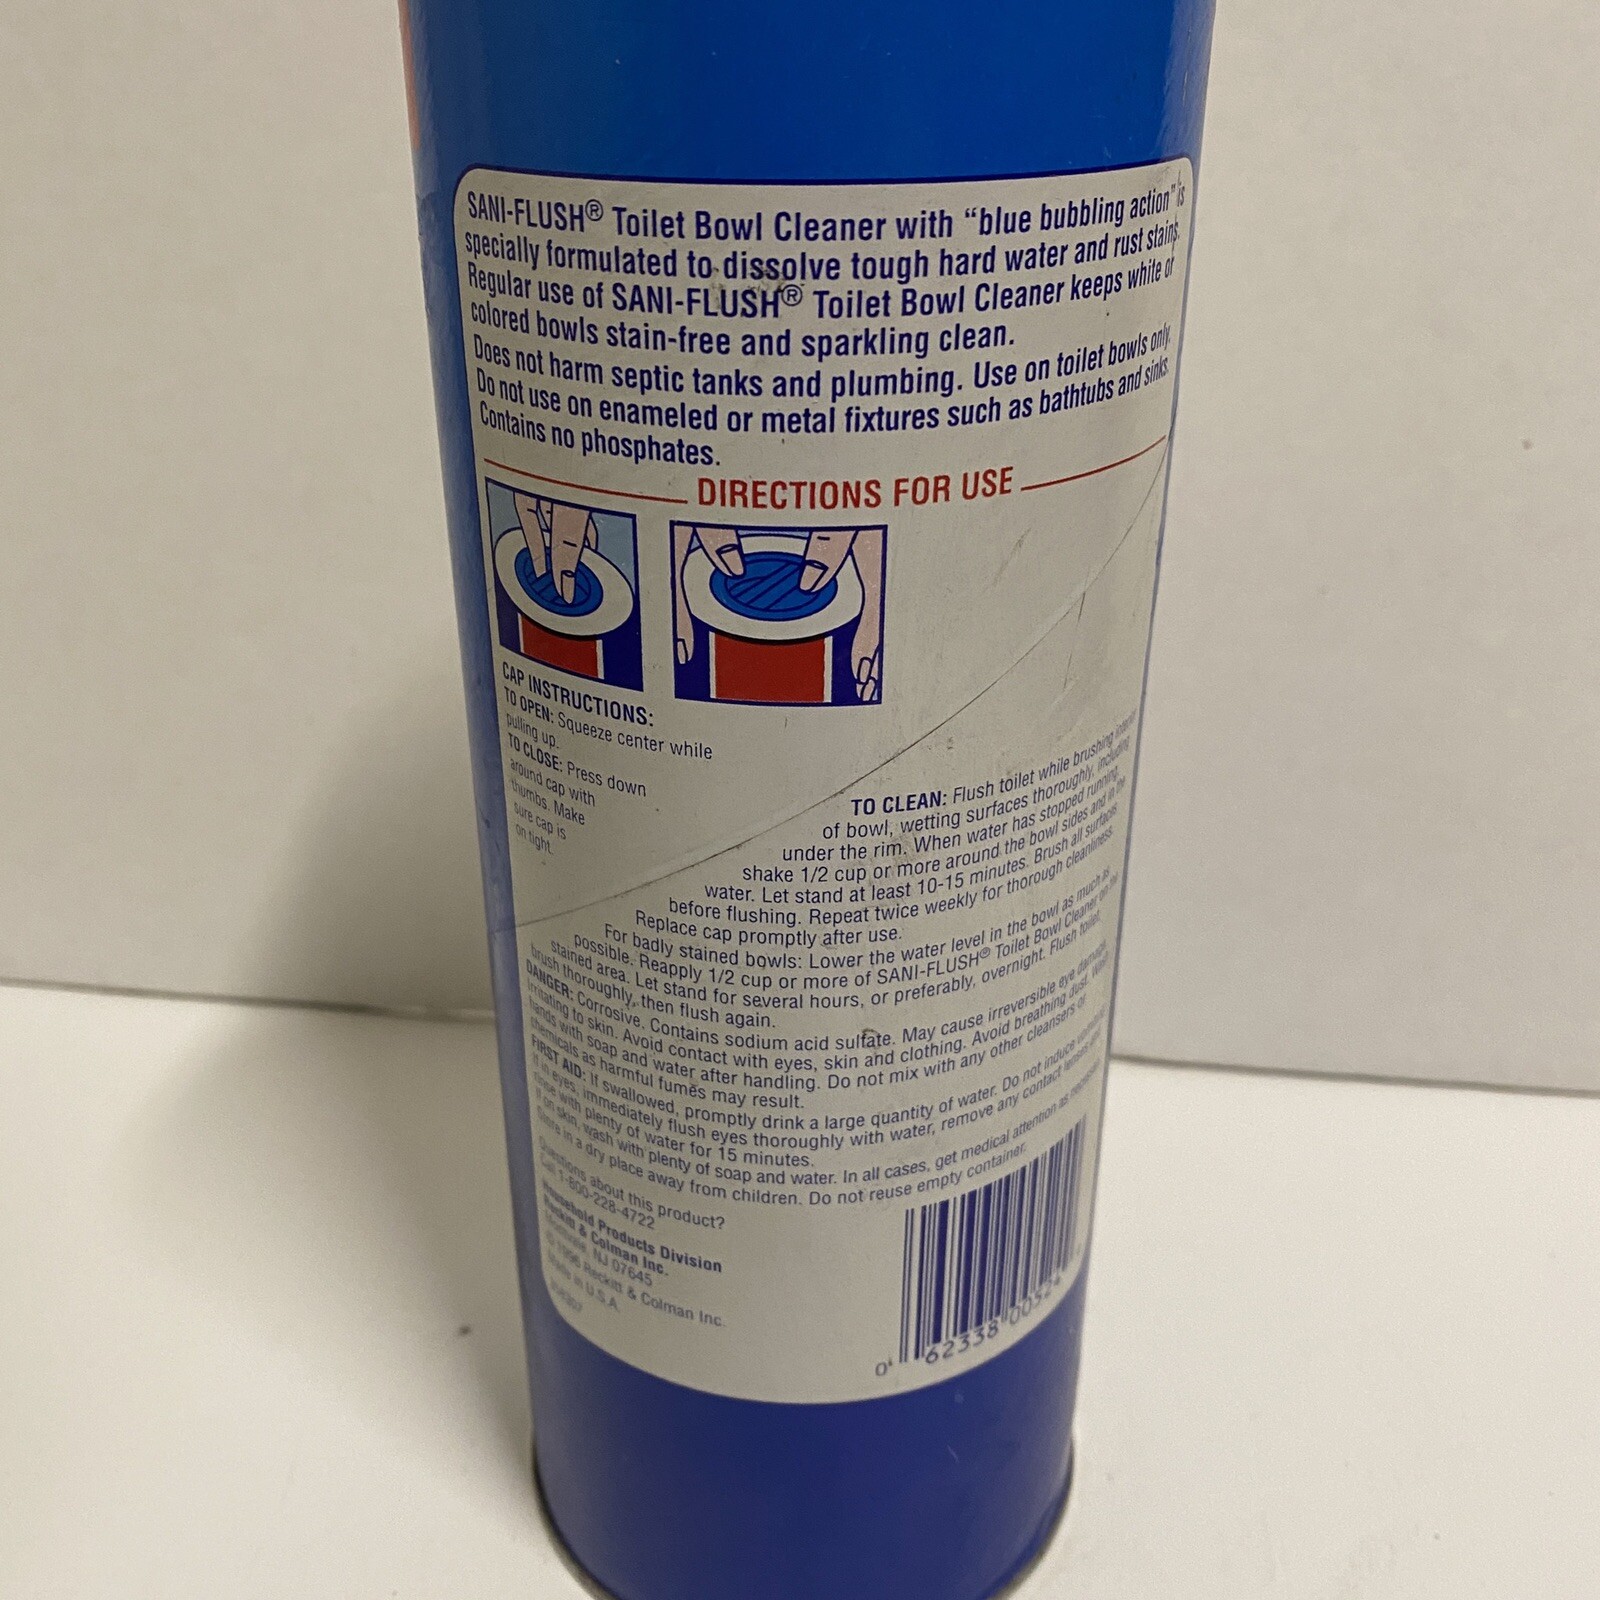 SANI-FLUSH® Toilet Bowl Cleaner with "blue bubbling action" is
specially formulated to dissolve tough hard water and rust stains.
Regular use of SANI-FLUSH® Toilet Bowl Cleaner keeps white or
colored bowls stain-free and sparkling clean.
Does not harm septic tanks and plumbing. Use on toilet bowls only.
Do not use on enameled or metal fixtures such as bathtubs and sinks.
Contains no phosphates.
DIRECTIONS FOR USE
CAP INSTRUCTIONS:
TO OPEN: Squeeze center while
pulling up.
TO CLOSE: Press down
around cap with
thumbs. Make
sure cap is
on tight.
TO CLEAN: Flush toilet while brushing interior
of bowl, wetting surfaces thoroughly, including
under the rim. When water has stopped running,
shake 1/2 cup or more around the bowl sides and in the
water. Let stand at least 10-15 minutes. Brush all surfaces
before flushing. Repeat twice weekly for thorough cleanliness.
Replace cap promptly after use.
For badly stained bowls: Lower the water level in the bowl as much as
possible. Reapply 1/2 cup or more of SANI-FLUSH® Toilet Bowl Cleaner on the
stained area. Let stand for several hours, or preferably, overnight. Flush toilet,
brush thoroughly, then flush again.
DANGER: Corrosive. Contains sodium acid sulfate. May cause irreversible eye damage.
Irritating to skin. Avoid contact with eyes, skin and clothing. Avoid breathing dust. Wash
hands with soap and water after handling. Do not mix with any other cleansers or
chemicals as harmful fumes may result.
FIRST AID: If swallowed, promptly drink a large quantity of water. Do not induce vomiting.
If in eyes, immediately flush eyes thoroughly with water, remove any contact lenses and
rinse with plenty of water for 15 minutes.
If on skin, wash with plenty of soap and water. In all cases, get medical attention as necessary.
Store in a dry place away from children. Do not reuse empty container.
Questions about this product?
Call 1-800-228-4722
Household Products Division
Reckitt & Colman Inc.
Montvale, NJ 07645
© 1996 Reckitt & Colman Inc.
Made in U.S.A.
0 62338 00324